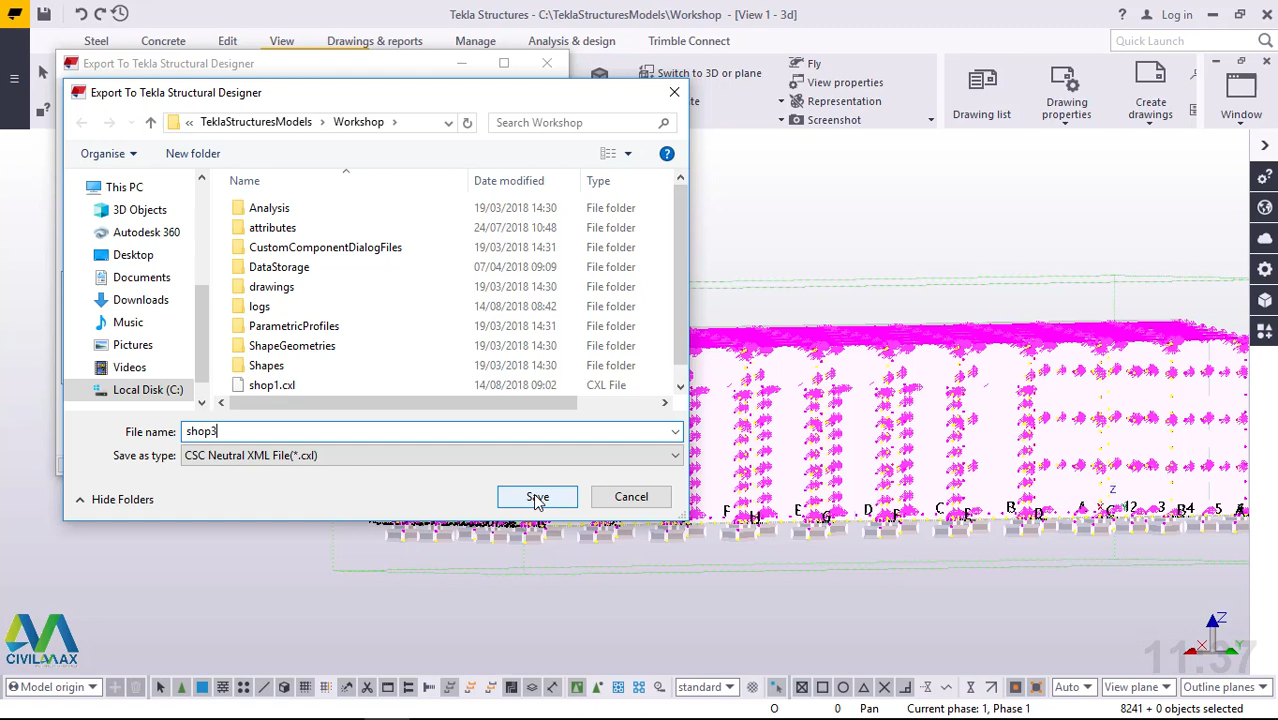 Tekla Structures - C:\TeklaStructuresModels\Workshop - [View 1 - 3d]
Log in
Steel Concrete Edit View Drawings & reports Manage Analysis & design Trimble Connect
Quick Launch
Export To Tekla Structural Designer
Fly
Switch to 3D or plane
View properties
Representation
Screenshot
Drawing list
Drawing properties
Create drawings
Window
Export To Tekla Structural Designer
« TeklaStructuresModels > Workshop >
Search Workshop
Organise New folder
Name Date modified Type
This PC
3D Objects
Autodesk 360
Desktop
Documents
Downloads
Music
Pictures
Videos
Local Disk (C:)
Analysis 19/03/2018 14:30 File folder
attributes 24/07/2018 10:48 File folder
CustomComponentDialogFiles 19/03/2018 14:31 File folder
DataStorage 07/04/2018 09:09 File folder
drawings 19/03/2018 14:30 File folder
logs 14/08/2018 08:42 File folder
ParametricProfiles 19/03/2018 14:31 File folder
ShapeGeometries 19/03/2018 14:30 File folder
Shapes 19/03/2018 14:30 File folder
shop1.cxl 14/08/2018 09:02 CXL File
File name: shop3
Save as type: CSC Neutral XML File(*.cxl)
Hide Folders
Save Cancel
Z
F H E G D F C E B D A C 12 3 B4 5
Z
X
CIVILMAX
11:37
Model origin
standard
Auto
View plane
Outline planes
O 0 Pan Current phase: 1, Phase 1 8241 + 0 objects selected